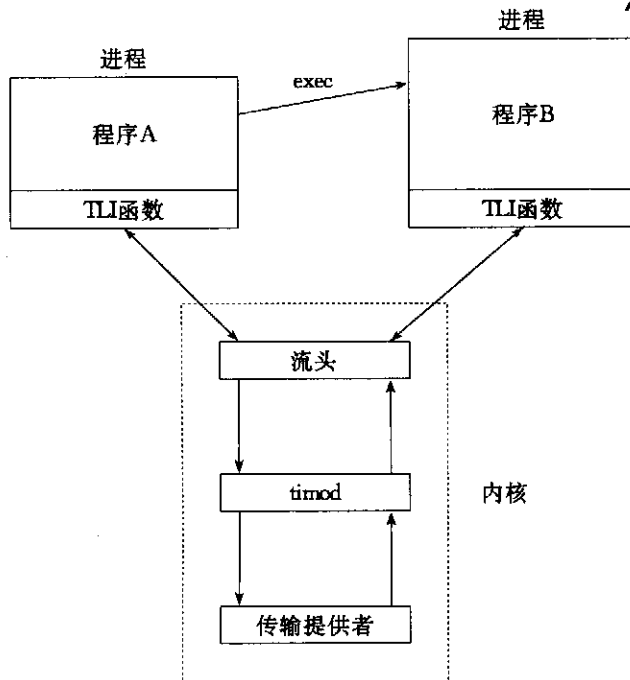 进程
进程
exec
程序A
程序B
TLI函数
TLI函数
流头
timod
内核
传输提供者